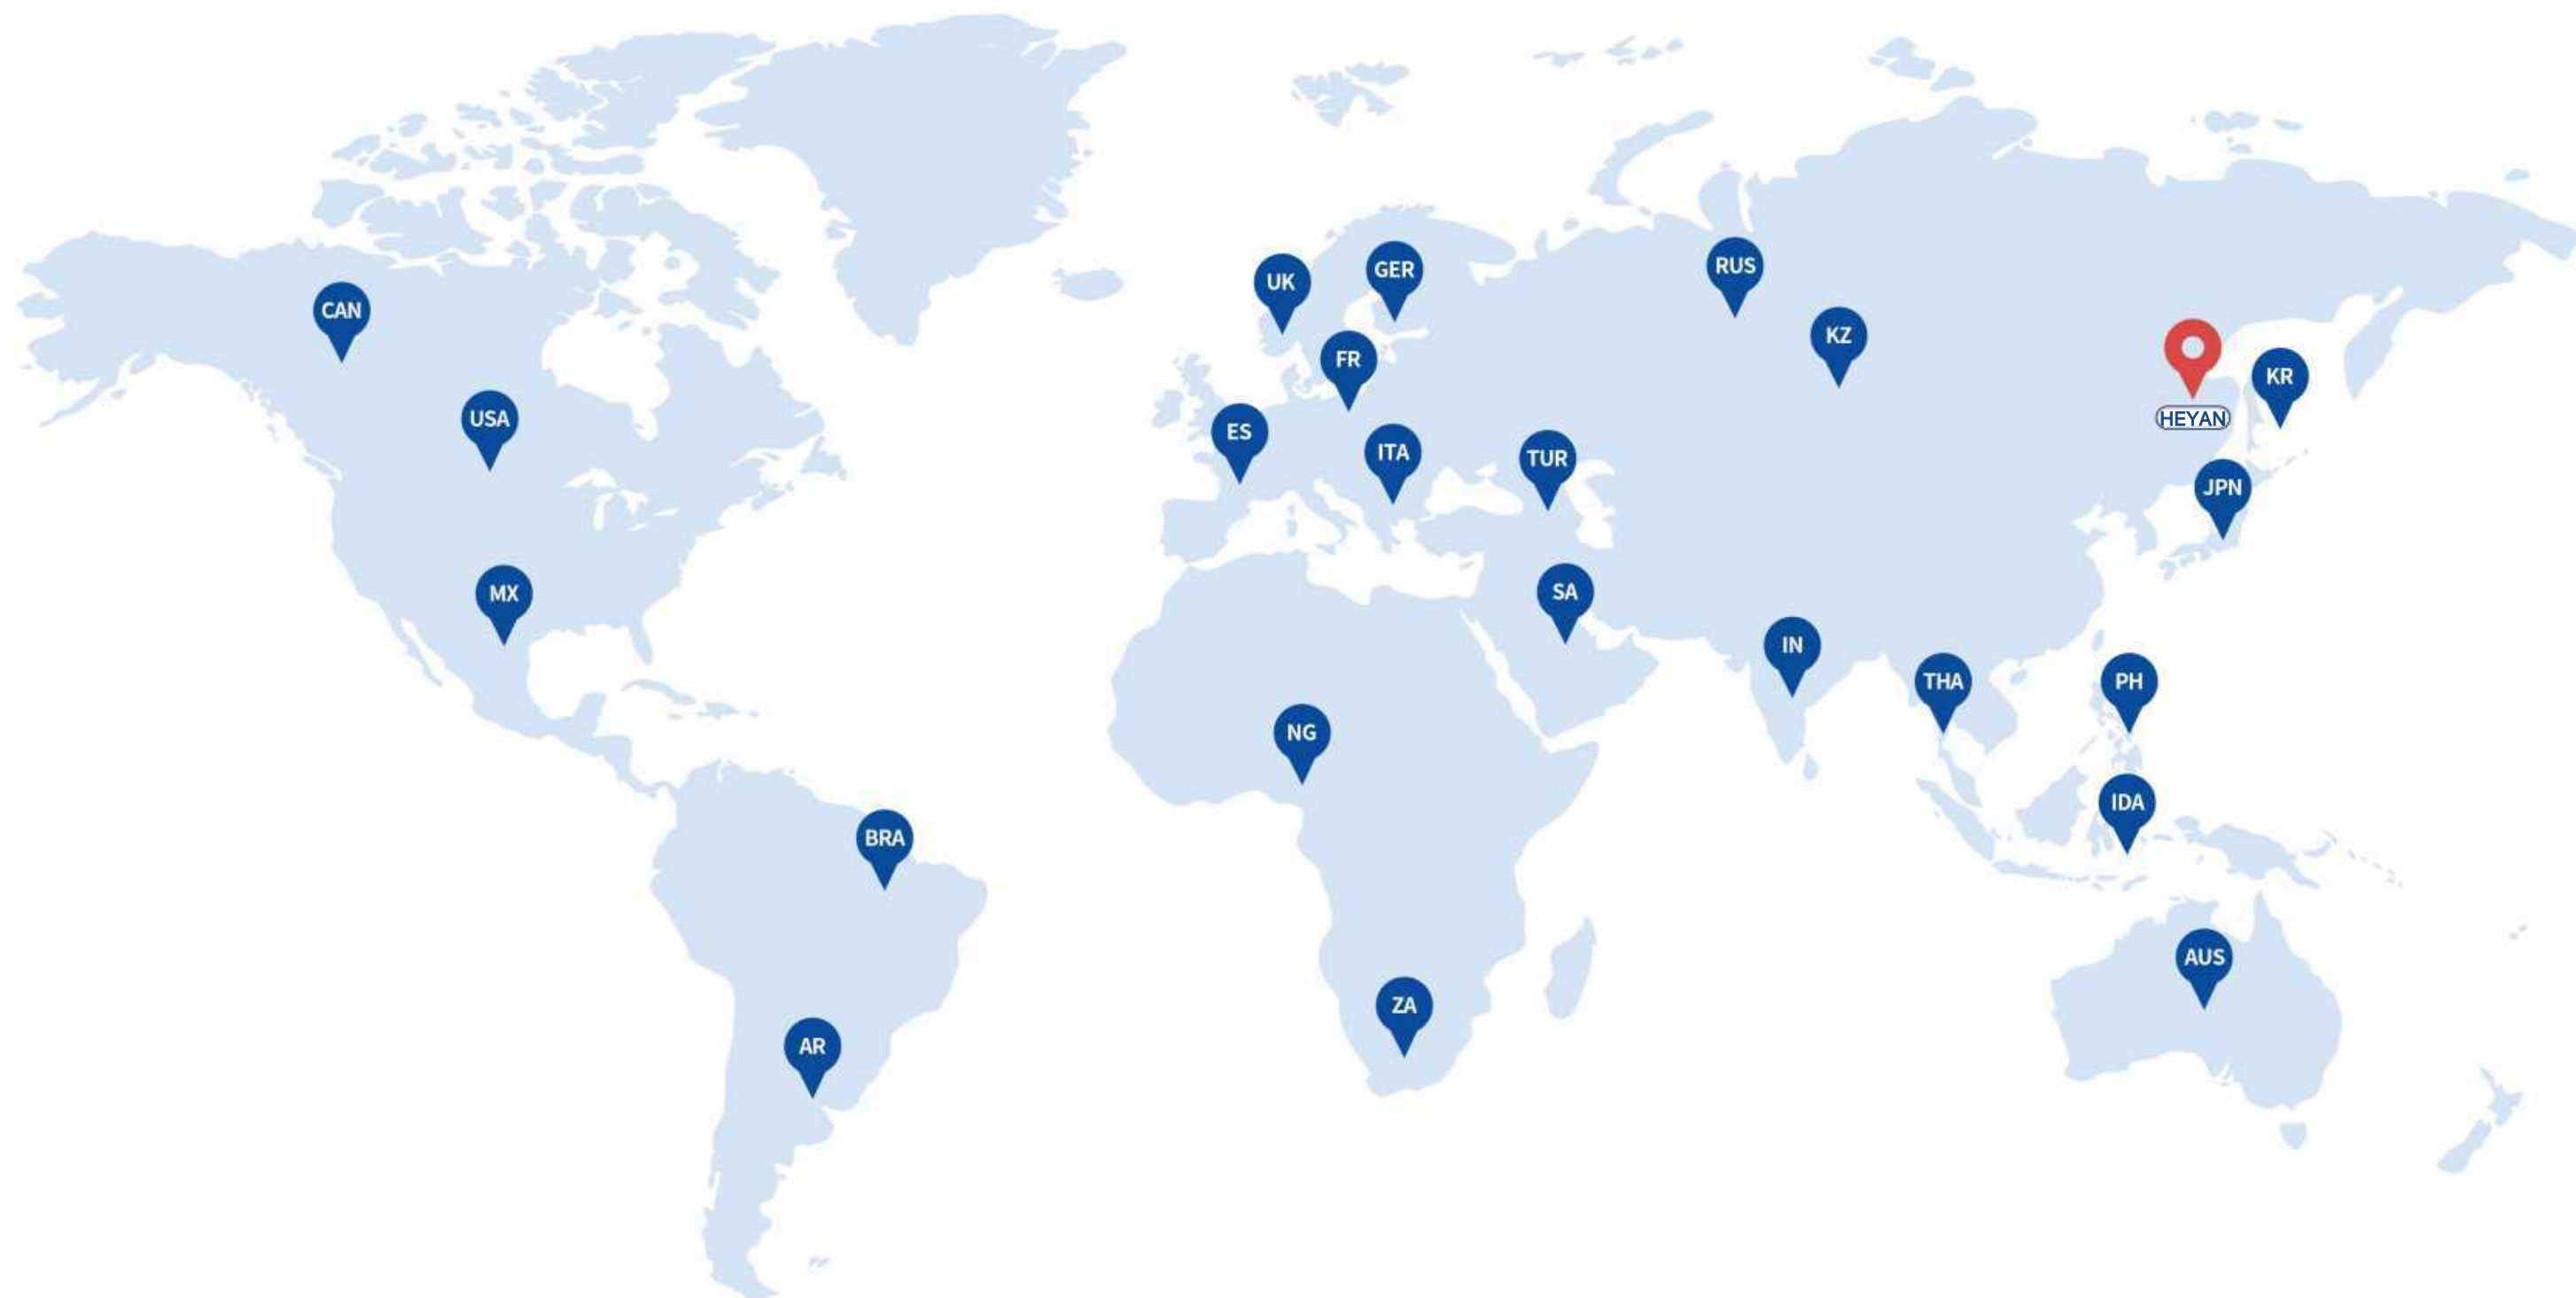 RUS
GER
UK
CAN
KZ
FR
KR
HEYAN
USA
ES
ITA
TUR
JPN
SA
MX
IN
THA
PH
NG
IDA
BRA
AUS
ZA
AR